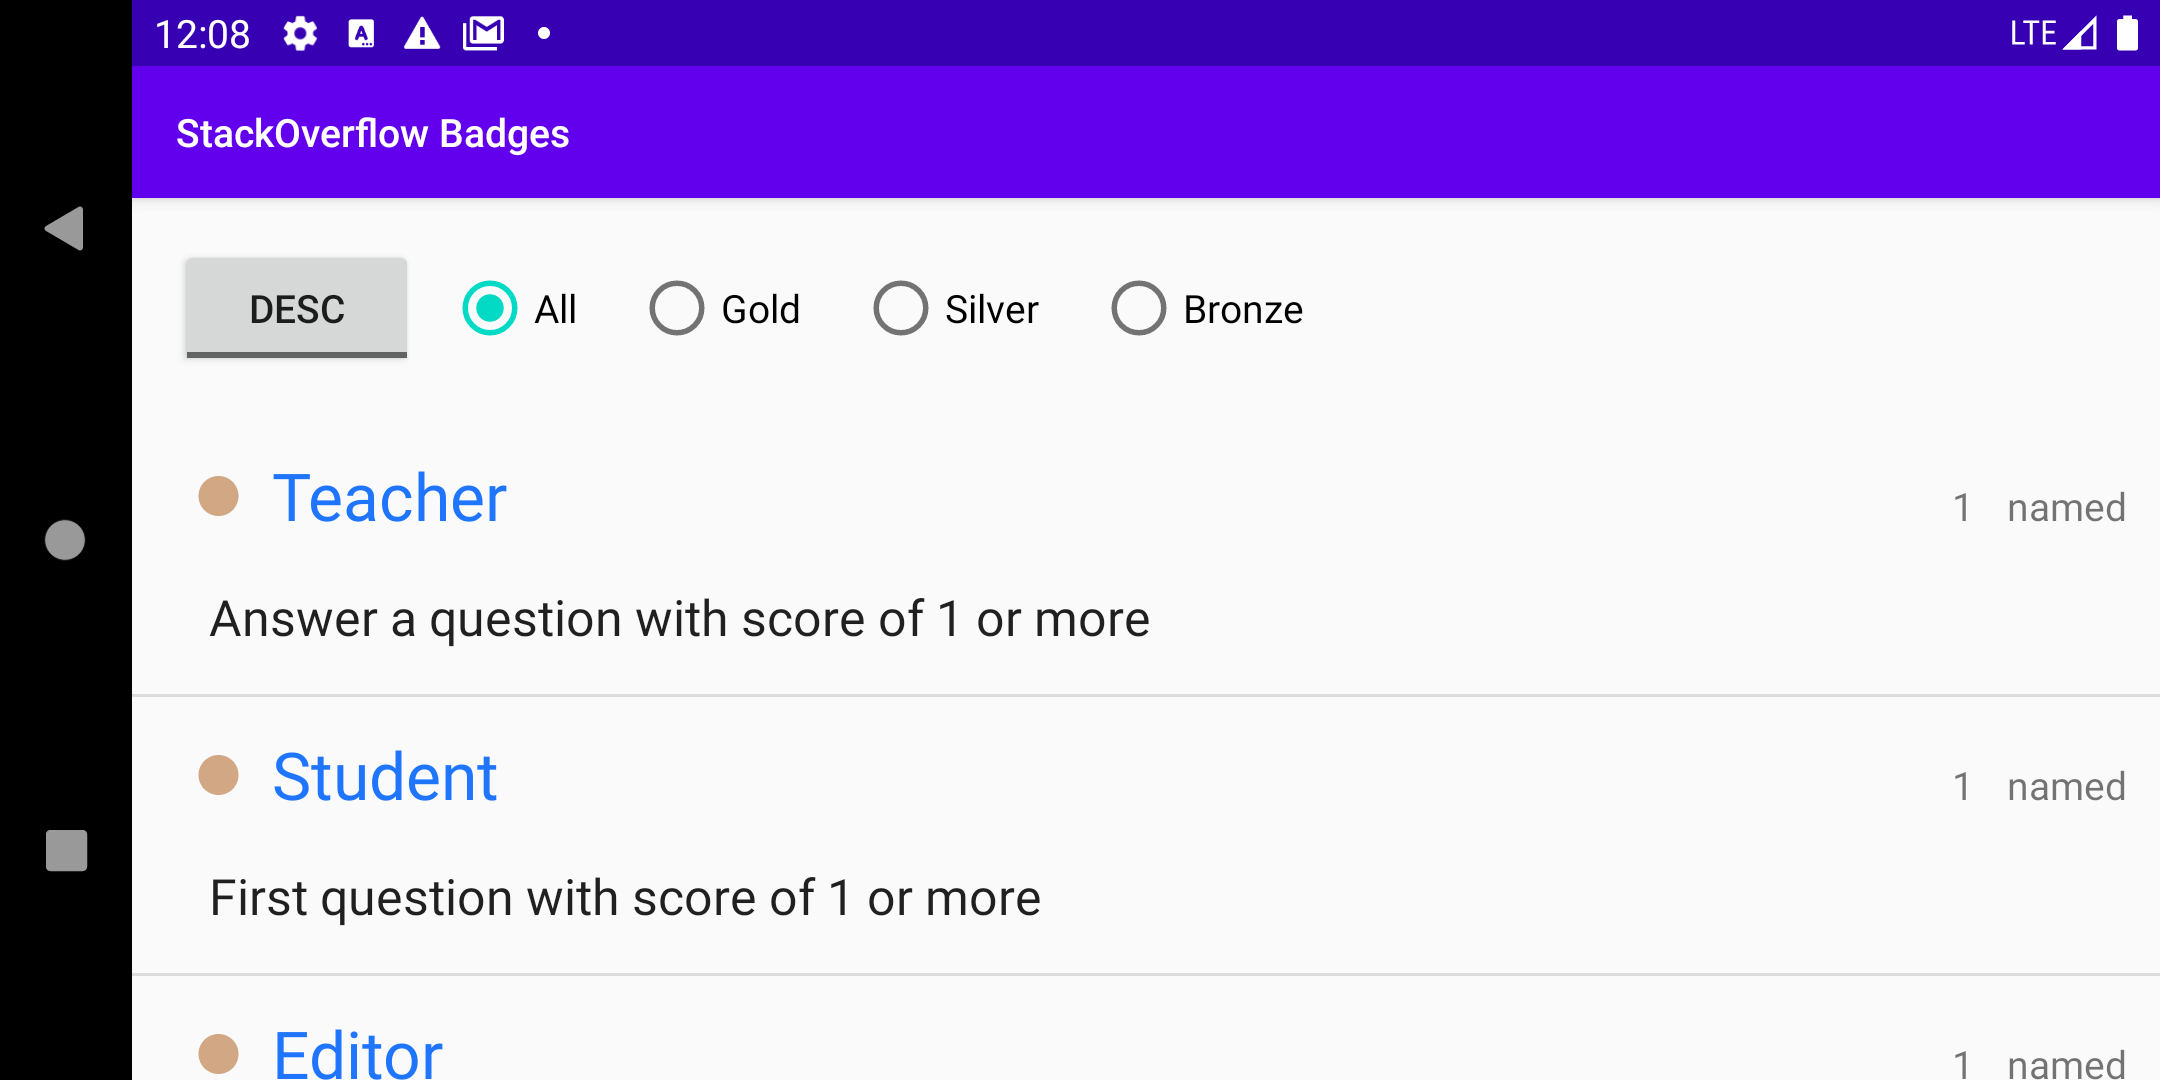 12:08 LTE
StackOverflow Badges
DESC All Gold Silver Bronze
Teacher 1 named
Answer a question with score of 1 or more
Student 1 named
First question with score of 1 or more
Editor 1 named